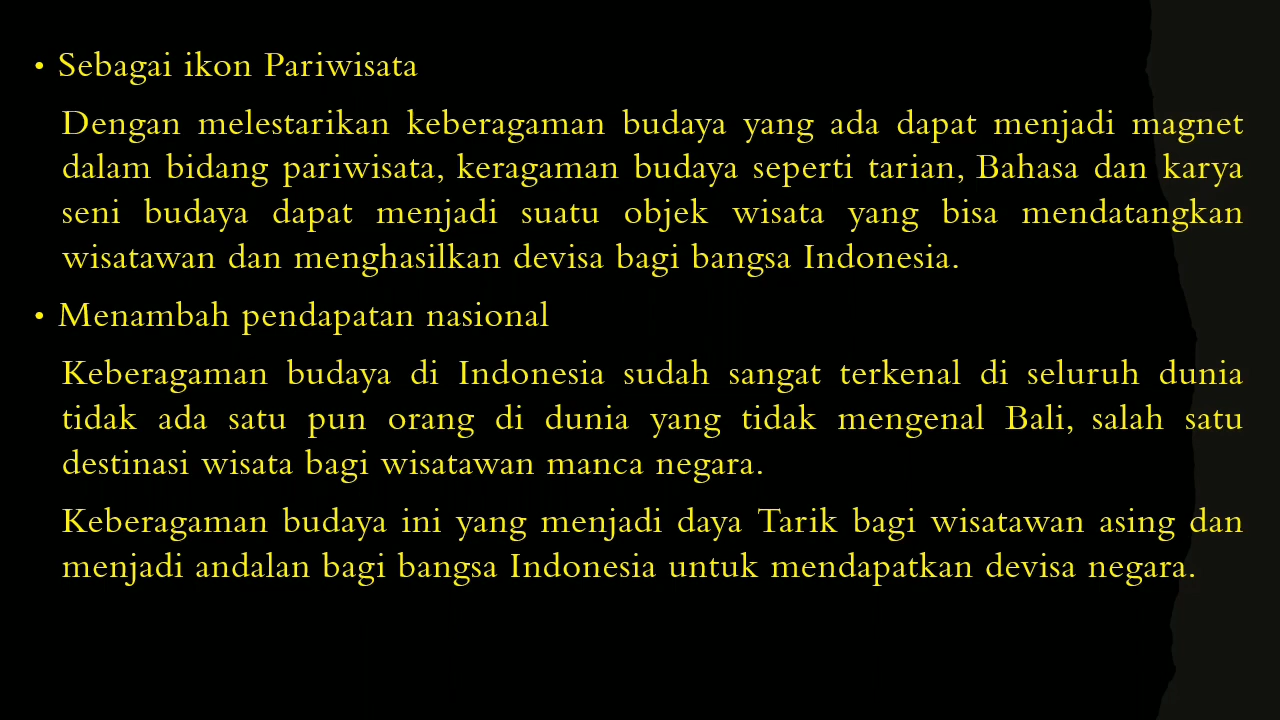 • Sebagai ikon Pariwisata
Dengan melestarikan keberagaman budaya yang ada dapat menjadi magnet
dalam bidang pariwisata, keragaman budaya seperti tarian, Bahasa dan karya
seni budaya dapat menjadi suatu objek wisata yang bisa mendatangkan
wisatawan dan menghasilkan devisa bagi bangsa Indonesia.
• Menambah pendapatan nasional
Keberagaman budaya di Indonesia sudah sangat terkenal di seluruh dunia
tidak ada satu pun orang di dunia yang tidak mengenal Bali, salah satu
destinasi wisata bagi wisatawan manca negara.
Keberagaman budaya ini yang menjadi daya Tarik bagi wisatawan asing dan
menjadi andalan bagi bangsa Indonesia untuk mendapatkan devisa negara.